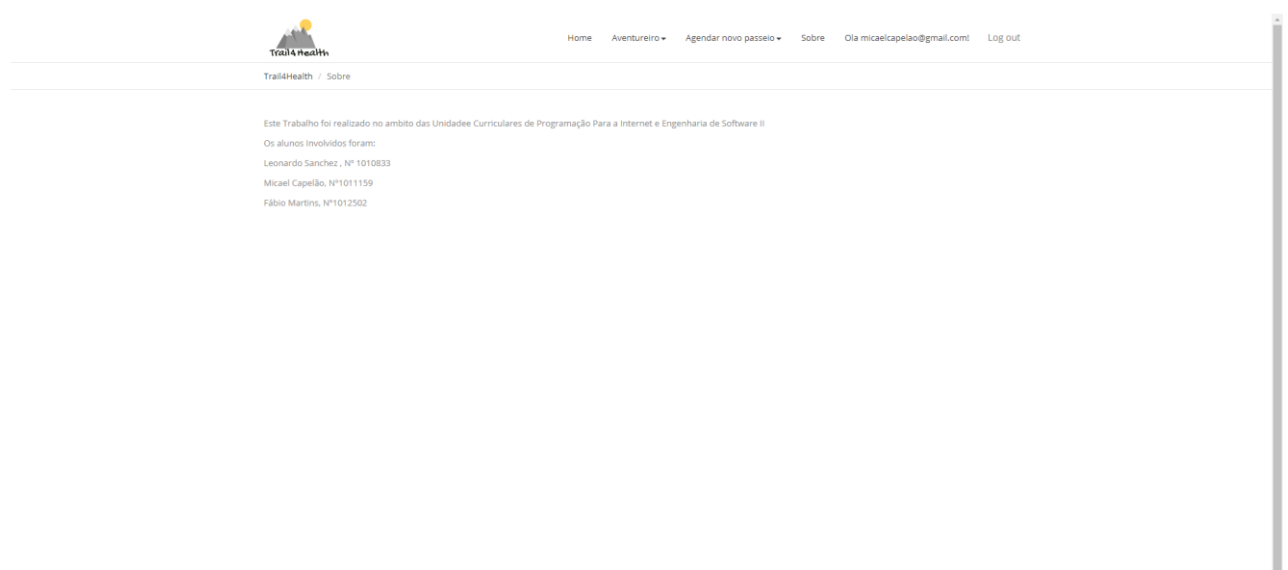 Trail4Health
Home Aventureiro Agendar novo passeio Sobre Ola micaelcapelao@gmail.com! Log out
Trail4Health / Sobre
Este Trabalho foi realizado no ambito das Unidadee Curriculares de Programação Para a Internet e Engenharia de Software II
Os alunos Involvidos foram:
Leonardo Sanchez , Nº 1010833
Micael Capelão, Nº1011159
Fábio Martins, Nº1012502